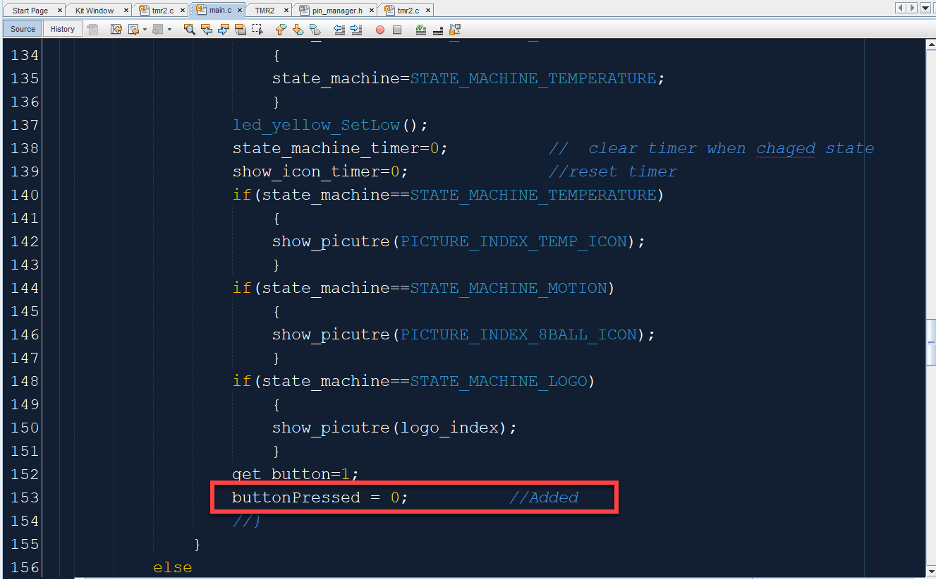 Start Page × Kit Window × tmr2.c × main.c × TMR2 × pin_manager.h × tmr2.c ×
Source History
134 {
135 state_machine=STATE_MACHINE_TEMPERATURE;
136 }
137 led_yellow_SetLow();
138 state_machine_timer=0; // clear timer when chaged state
139 show_icon_timer=0; //reset timer
140 if(state_machine==STATE_MACHINE_TEMPERATURE)
141 {
142 show_picutre(PICTURE_INDEX_TEMP_ICON);
143 }
144 if(state_machine==STATE_MACHINE_MOTION)
145 {
146 show_picutre(PICTURE_INDEX_8BALL_ICON);
147 }
148 if(state_machine==STATE_MACHINE_LOGO)
149 {
150 show_picutre(logo_index);
151 }
152 get_button=1;
153 buttonPressed = 0; //Added
154 //}
155 }
156 else